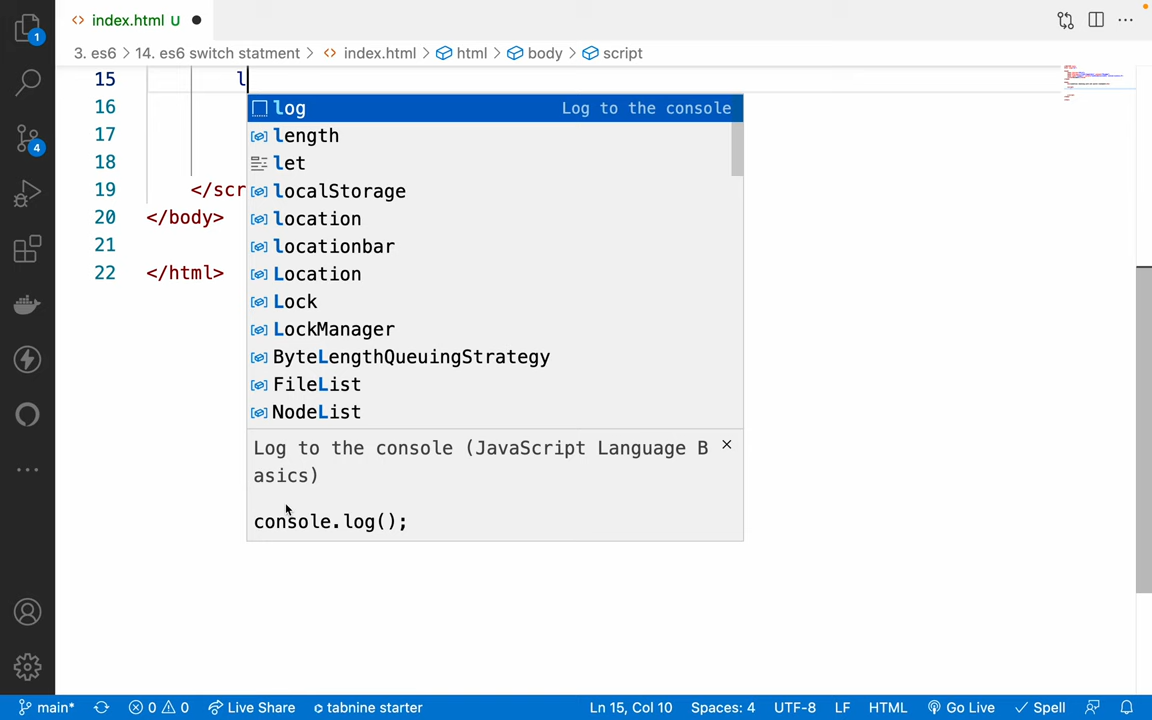 1
index.html U
3. es6 > 14. es6 switch statment > index.html > html > body > script
15 l
16
17
18
19 </scr
20 </body>
21
22 </html>
log Log to the console
length
let
localStorage
location
locationbar
Location
Lock
LockManager
ByteLengthQueuingStrategy
FileList
NodeList
Log to the console (JavaScript Language B
asics)
console.log();
4
main* 0 0 Live Share tabnine starter Ln 15, Col 10 Spaces: 4 UTF-8 LF HTML Go Live Spell